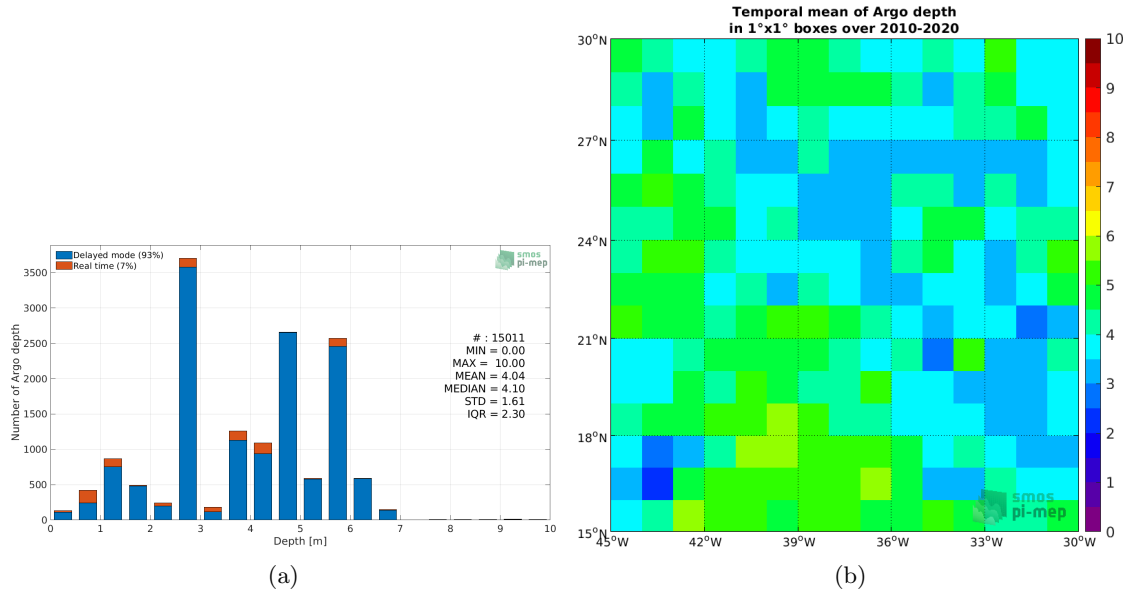 Delayed mode (93%)
Real time (7%)
smos
pi-mep
Number of Argo depth
3500
3000
2500
2000
1500
1000
500
0
# : 15011
MIN = 0.00
MAX = 10.00
MEAN = 4.04
MEDIAN = 4.10
STD = 1.61
IQR = 2.30
0 1 2 3 4 5 6 7 8 9 10
Depth [m]
(a)
Temporal mean of Argo depth
in 1°x1° boxes over 2010-2020
30°N
27°N
24°N
21°N
18°N
15°N
45°W 42°W 39°W 36°W 33°W 30°W
smos
pi-mep
10
9
8
7
6
5
4
3
2
1
0
(b)